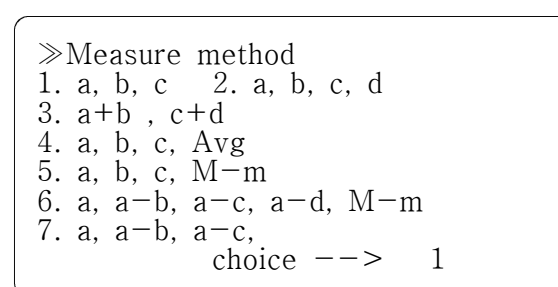 ≫Measure method
1. a, b, c 2. a, b, c, d
3. a+b , c+d
4. a, b, c, Avg
5. a, b, c, M-m
6. a, a-b, a-c, a-d, M-m
7. a, a-b, a-c,
choice --> 1